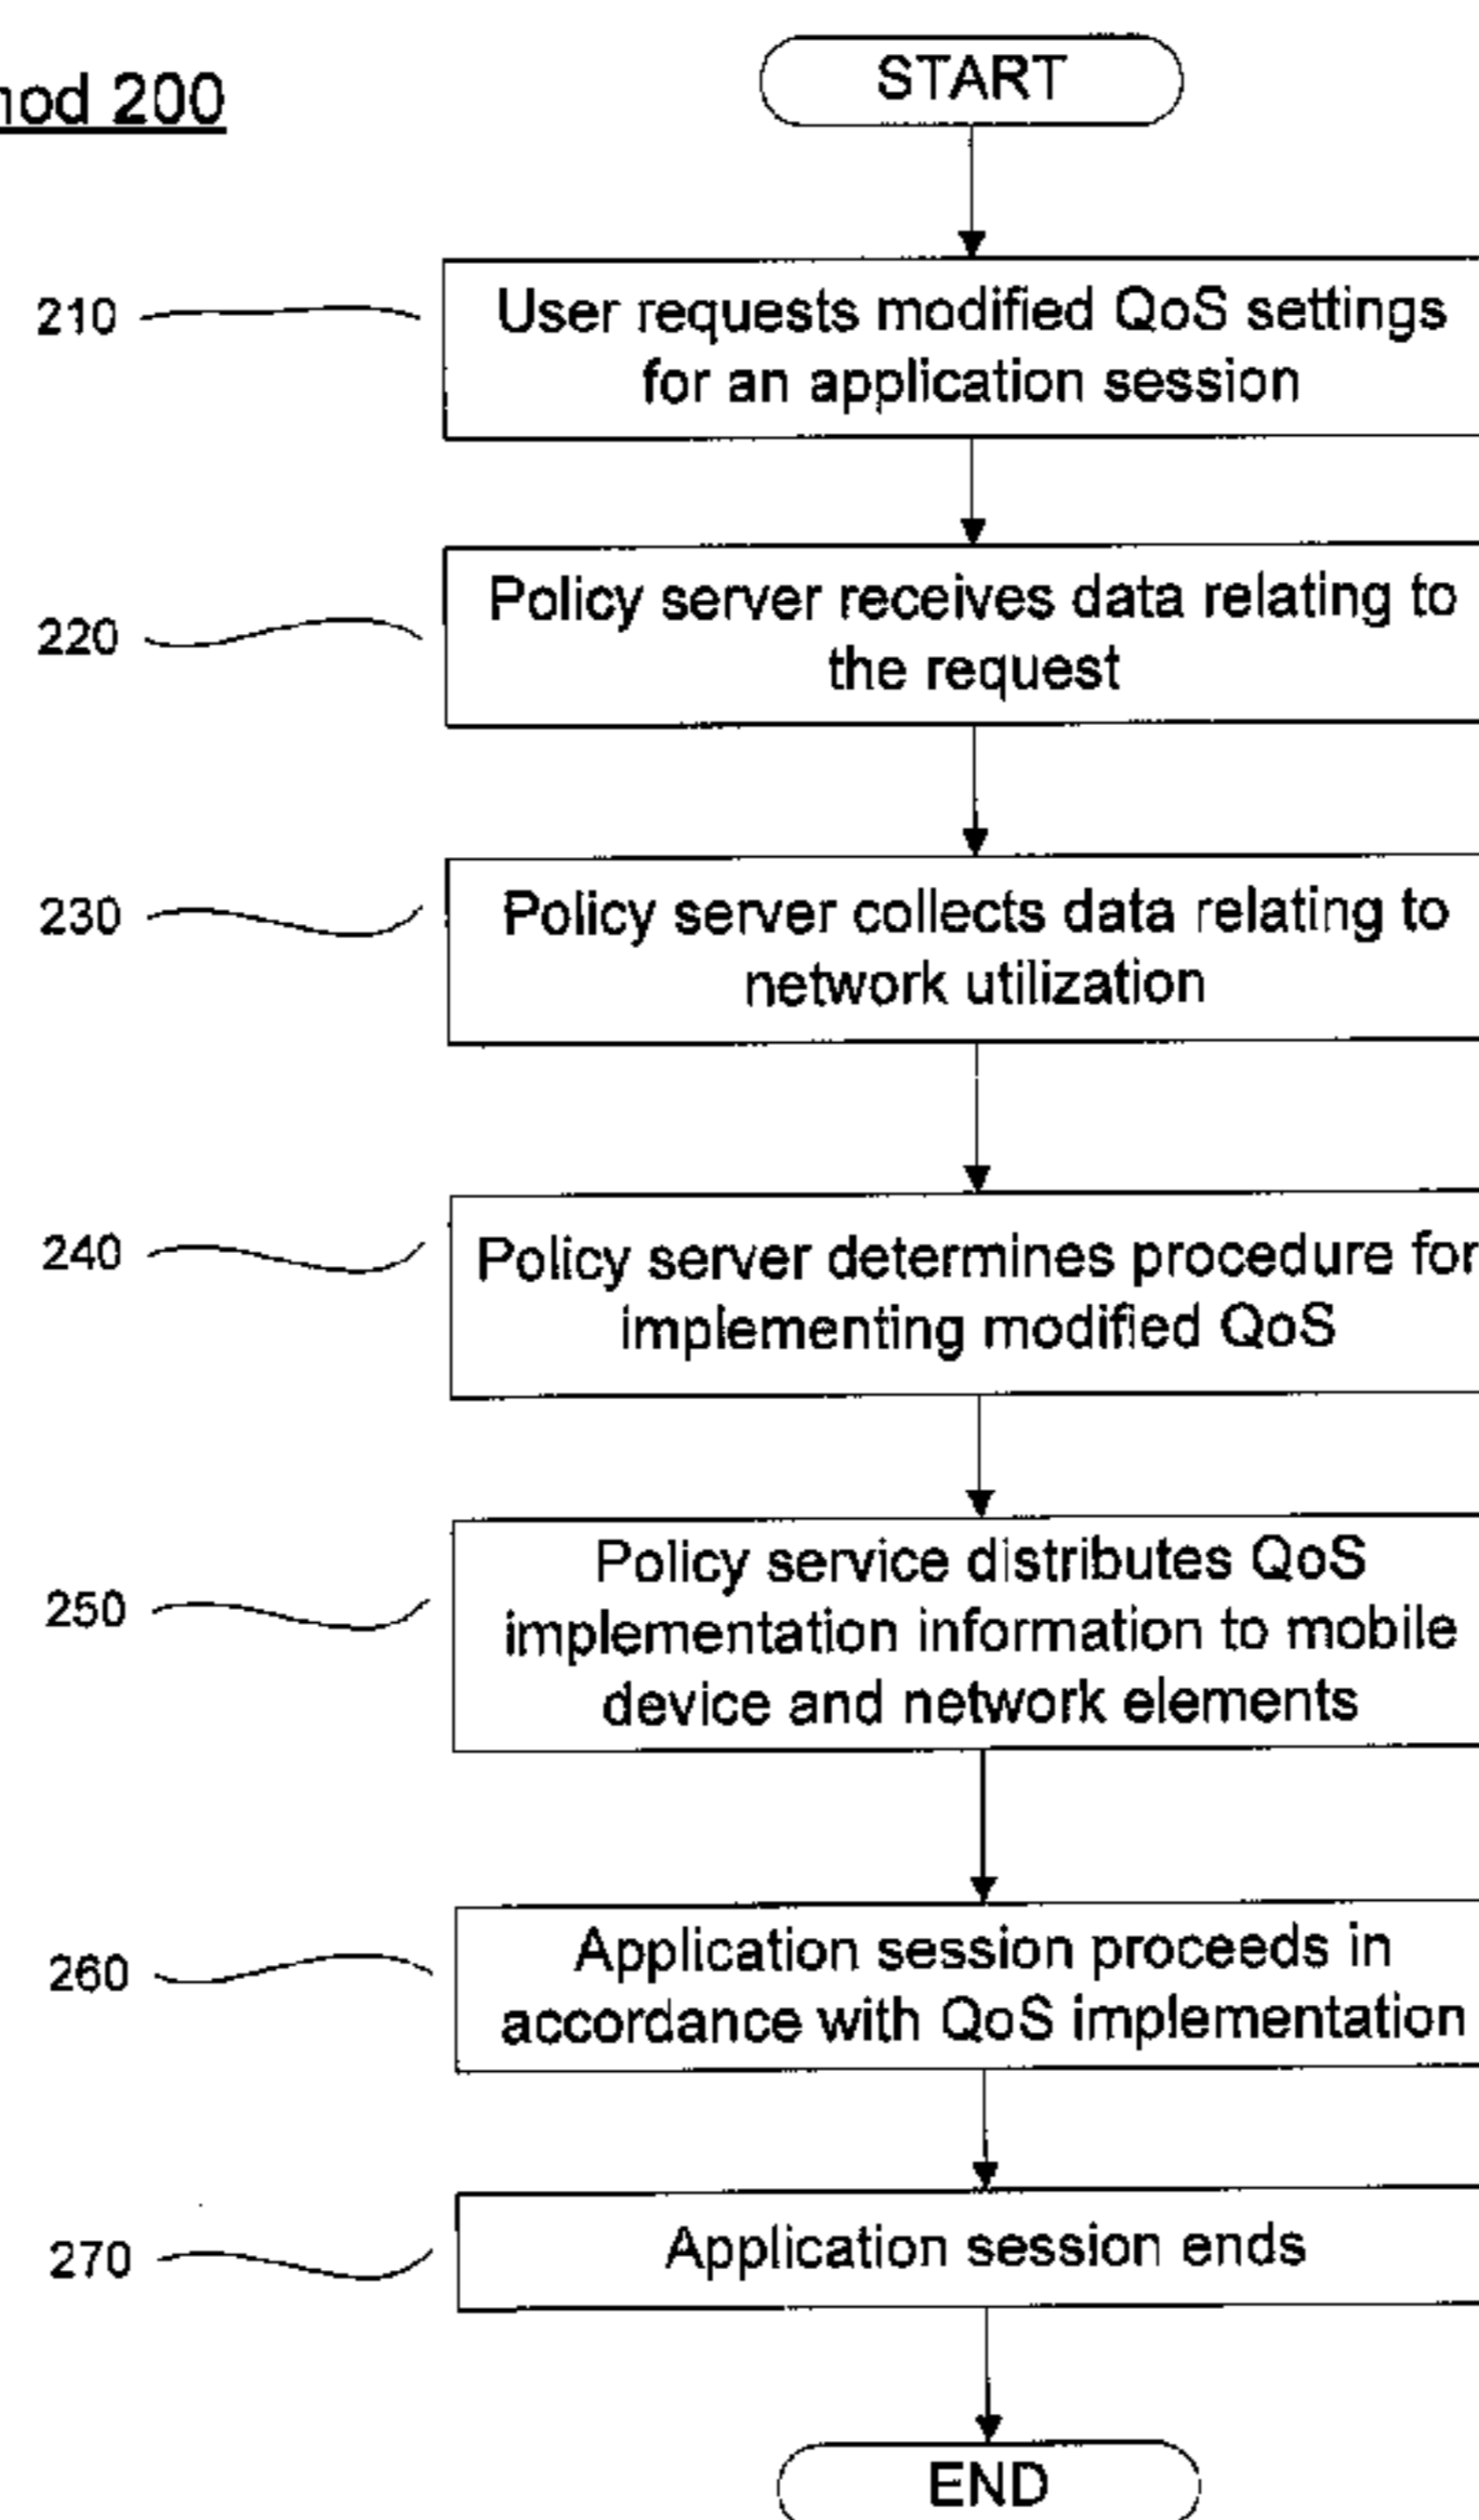 200
START
210
User requests modified QoS settings
for an application session
220
Policy server receives data relating to
the request
230
Policy server collects data relating to
network utilization
240
Policy server determines procedure for
implementing modified QoS
250
Policy service distributes QoS
implementation information to mobile
device and network elements
260
Application session proceeds in
accordance with QoS implementation
270
Application session ends
END